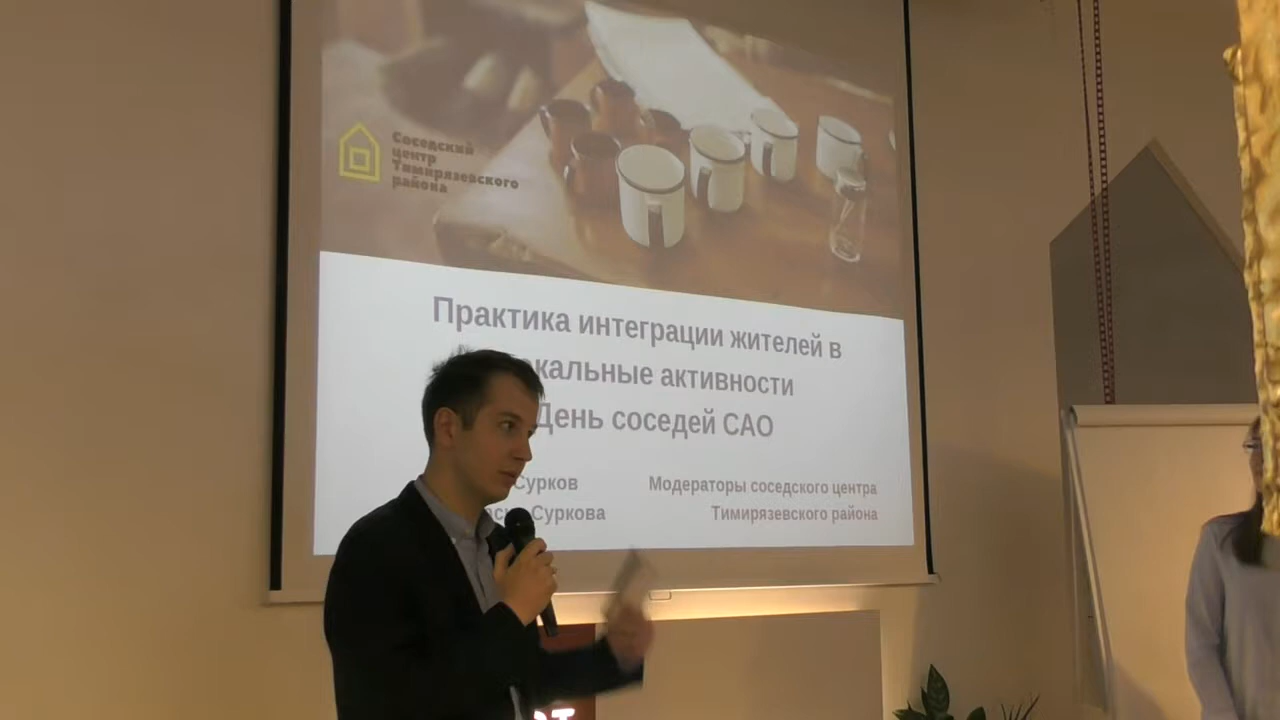 Соседский
центр
Тимирязевского
района
Практика интеграции жителей в
кальные активности
День соседей САО
Сурков
Суркова
Модераторы соседского центра
Тимирязевского района